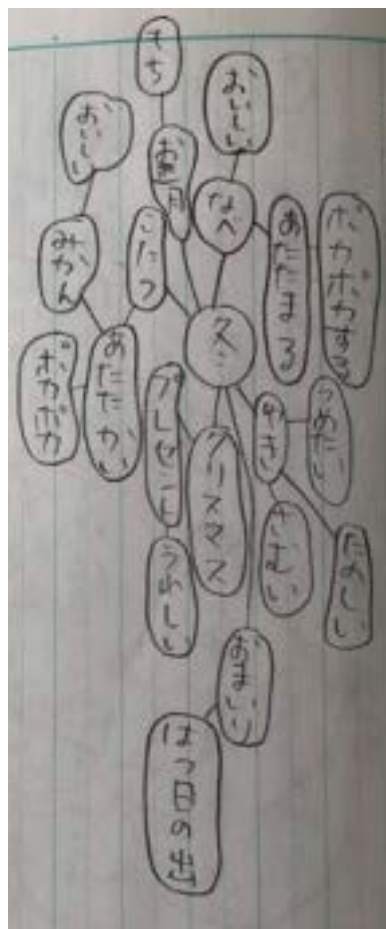 冬
なべ
おいしい
あたたまる
ポカポカする
ゆき
つめたい
たのしい
さむい
クリスマス
プレゼント
うれしい
おまいり
はつ日の出
お正月
もち
こたつ
あたたかい
ポカポカ
みかん
おいしい